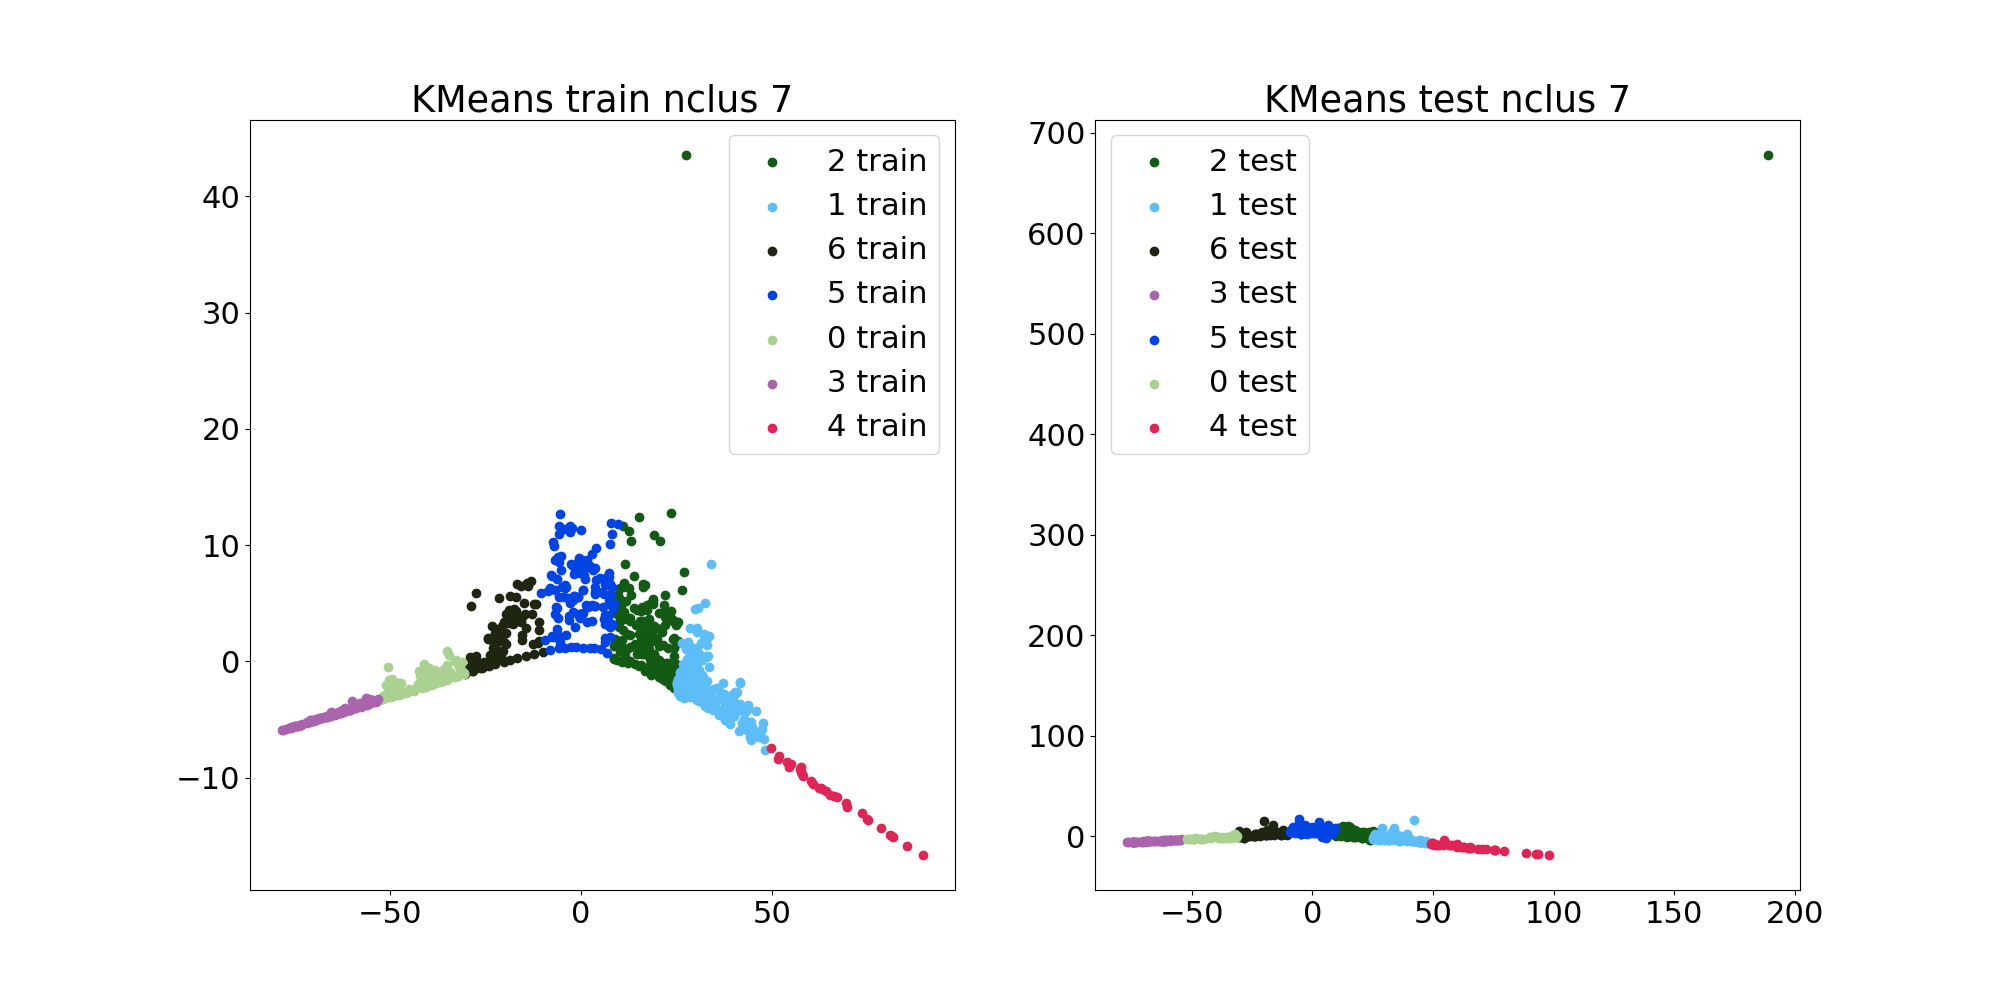 KMeans train nclus 7
40
30
20
10
0
−10
−50
0
50
2 train
1 train
6 train
5 train
0 train
3 train
4 train
KMeans test nclus 7
700
600
500
400
300
200
100
0
−50
0
50
100
150
200
2 test
1 test
6 test
3 test
5 test
0 test
4 test